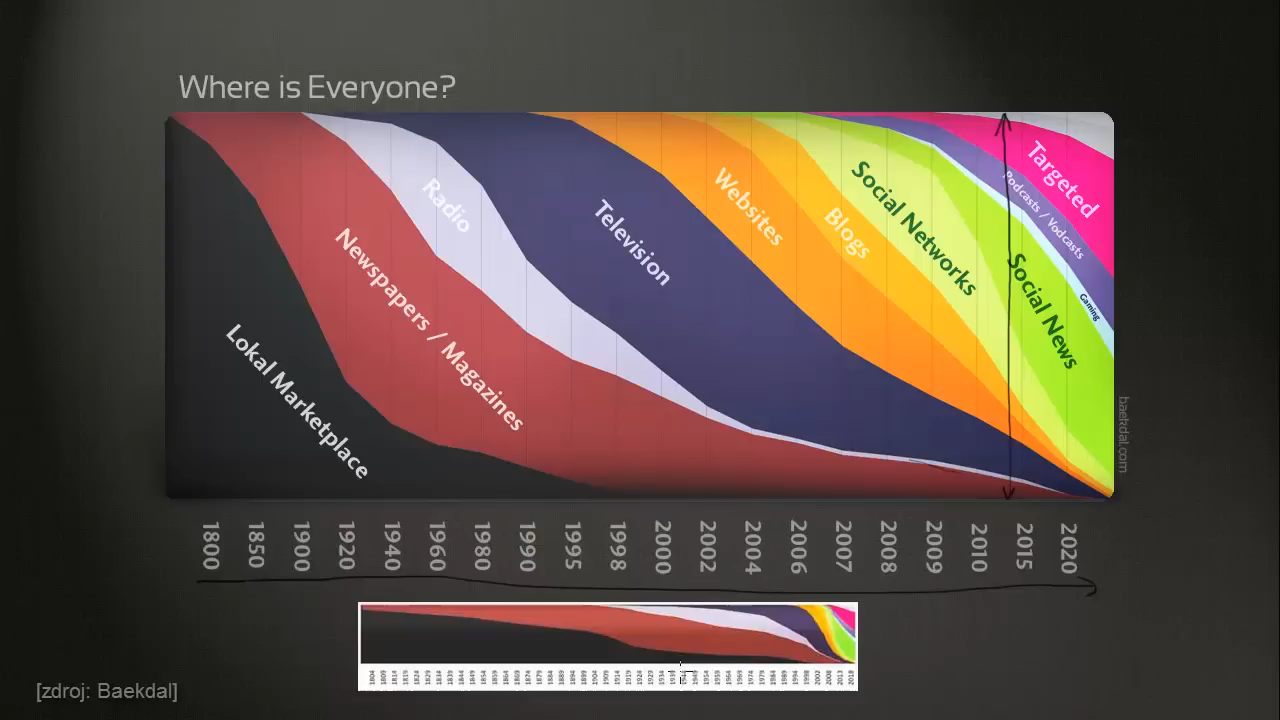 Where is Everyone?
Lokal Marketplace
Newspapers / Magazines
Radio
Television
Websites
Blogs
Social Networks
Social News
Targeted
Podcasts / Vodcasts
Gaming
baekdal.com
1800 1850 1900 1920 1940 1960 1980 1990 1995 1998 2000 2002 2004 2006 2007 2008 2009 2010 2015 2020
[zdroj: Baekdal]